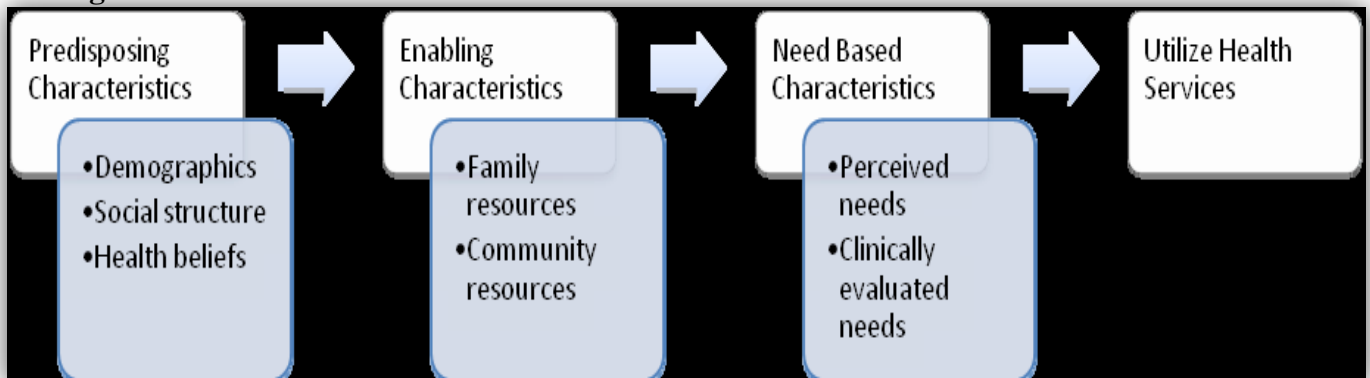 Predisposing
Characteristics
•Demographics
•Social structure
•Health beliefs
Enabling
Characteristics
•Family
resources
•Community
resources
Need Based
Characteristics
•Perceived
needs
•Clinically
evaluated
needs
Utilize Health
Services